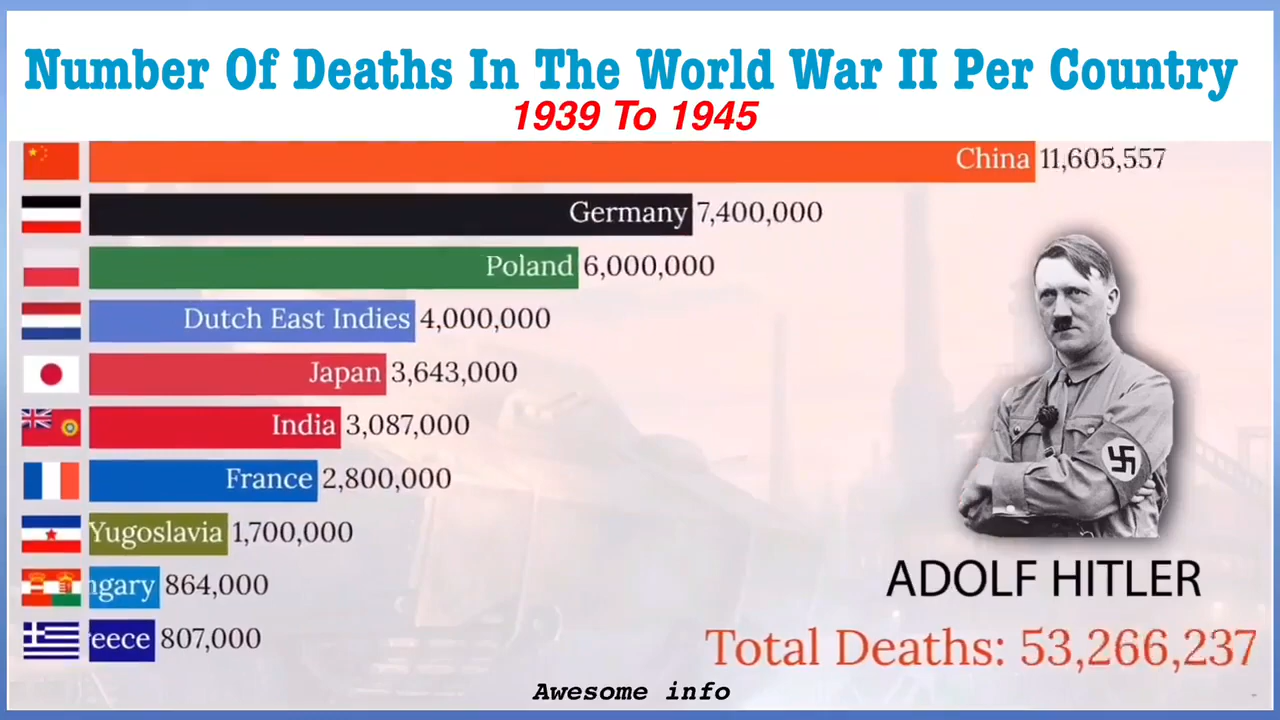 Number Of Deaths In The World War II Per Country
1939 To 1945
China 11,605,557
Germany 7,400,000
Poland 6,000,000
Dutch East Indies 4,000,000
Japan 3,643,000
India 3,087,000
France 2,800,000
Yugoslavia 1,700,000
ngary 864,000
eece 807,000
ADOLF HITLER
Total Deaths: 53,266,237
Awesome info